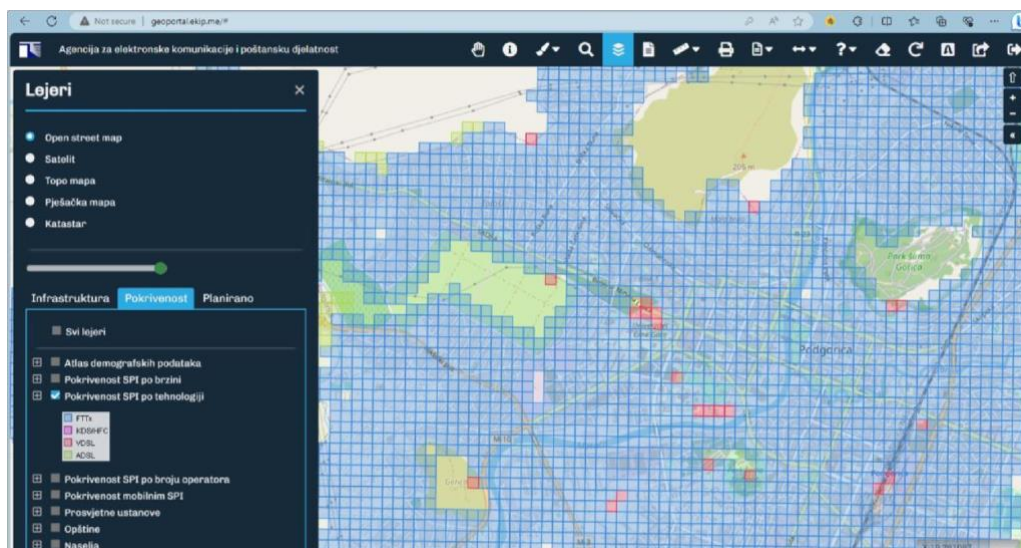 Not secure | geoportal.ekip.me/#
Agencija za elektronske komunikacije i poštansku djelatnost
Lejeri
Open street map
Satelit
Topo mapa
Pješačka mapa
Katastar
Infrastruktura Pokrivenost Planirano
Svi lejeri
Atlas demografskih podataka
Pokrivenost SPI po brzini
Pokrivenost SPI po tehnologiji
FTTx
KDS/HFC
VDSL
ADSL
Pokrivenost SPI po broju operatora
Pokrivenost mobilnim SPI
Prosvjetne ustanove
Opštine
Naselja
Park šuma
Gorica
Podgorica